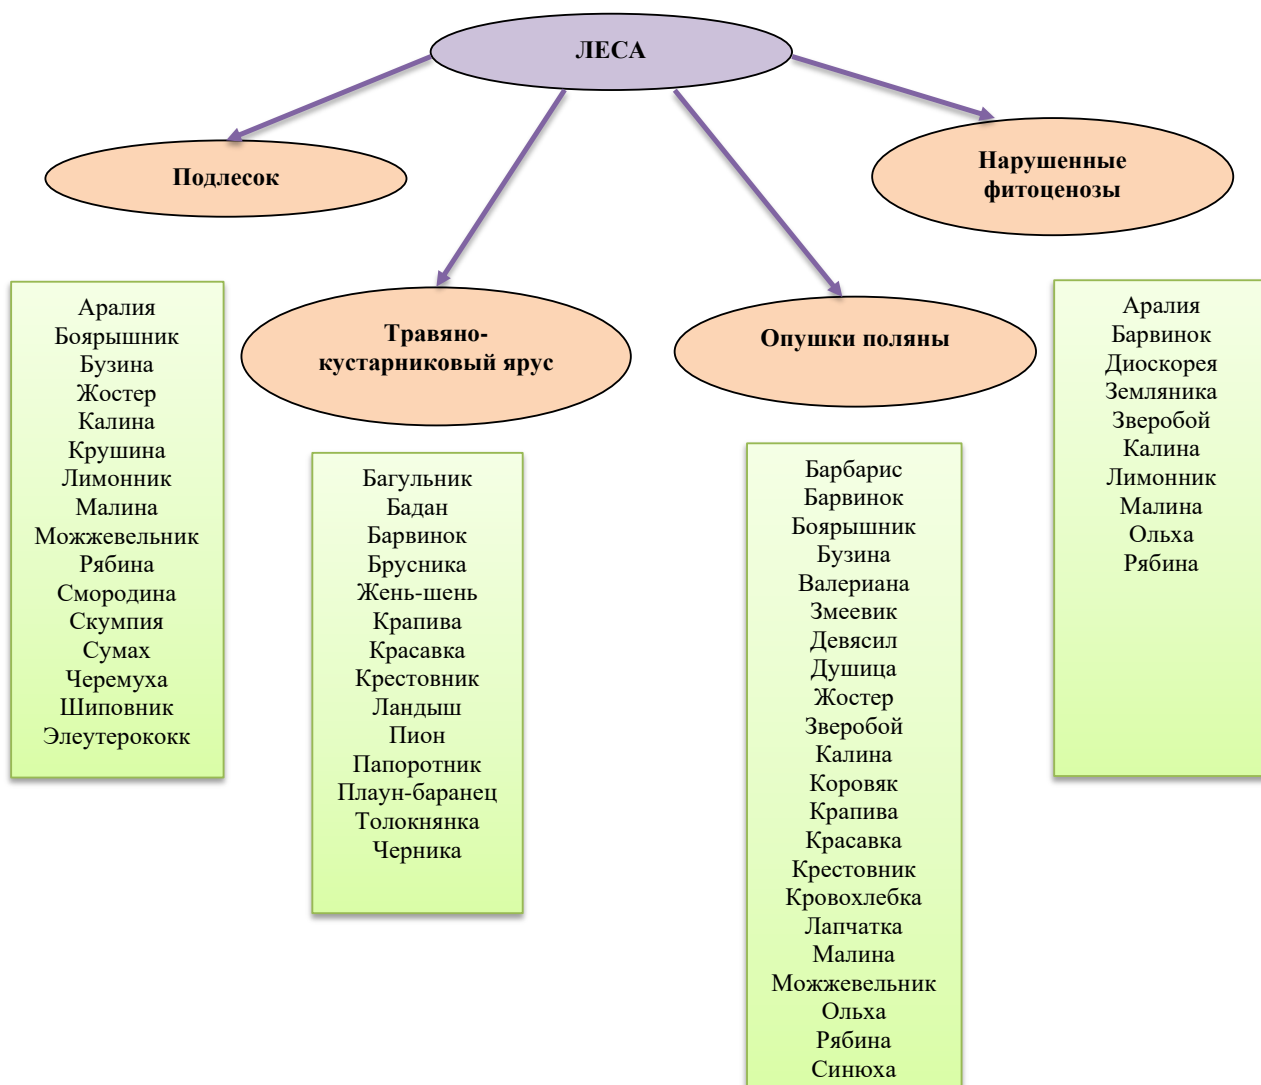 ЛЕСА
Подлесок
Аралия
Боярышник
Бузина
Жостер
Калина
Крушина
Лимонник
Малина
Можжевельник
Рябина
Смородина
Скумпия
Сумах
Черемуха
Шиповник
Элеутерококк
Травяно-
кустарниковый ярус
Багульник
Бадан
Барвинок
Брусника
Жень-шень
Крапива
Красавка
Крестовник
Ландыш
Пион
Папоротник
Плаун-баранец
Толокнянка
Черника
Опушки поляны
Барбарис
Барвинок
Боярышник
Бузина
Валериана
Змеевик
Девясил
Душица
Жостер
Зверобой
Калина
Коровяк
Крапива
Красавка
Крестовник
Кровохлебка
Лапчатка
Малина
Можжевельник
Ольха
Рябина
Синюха
Нарушенные
фитоценозы
Аралия
Барвинок
Диоскорея
Земляника
Зверобой
Калина
Лимонник
Малина
Ольха
Рябина